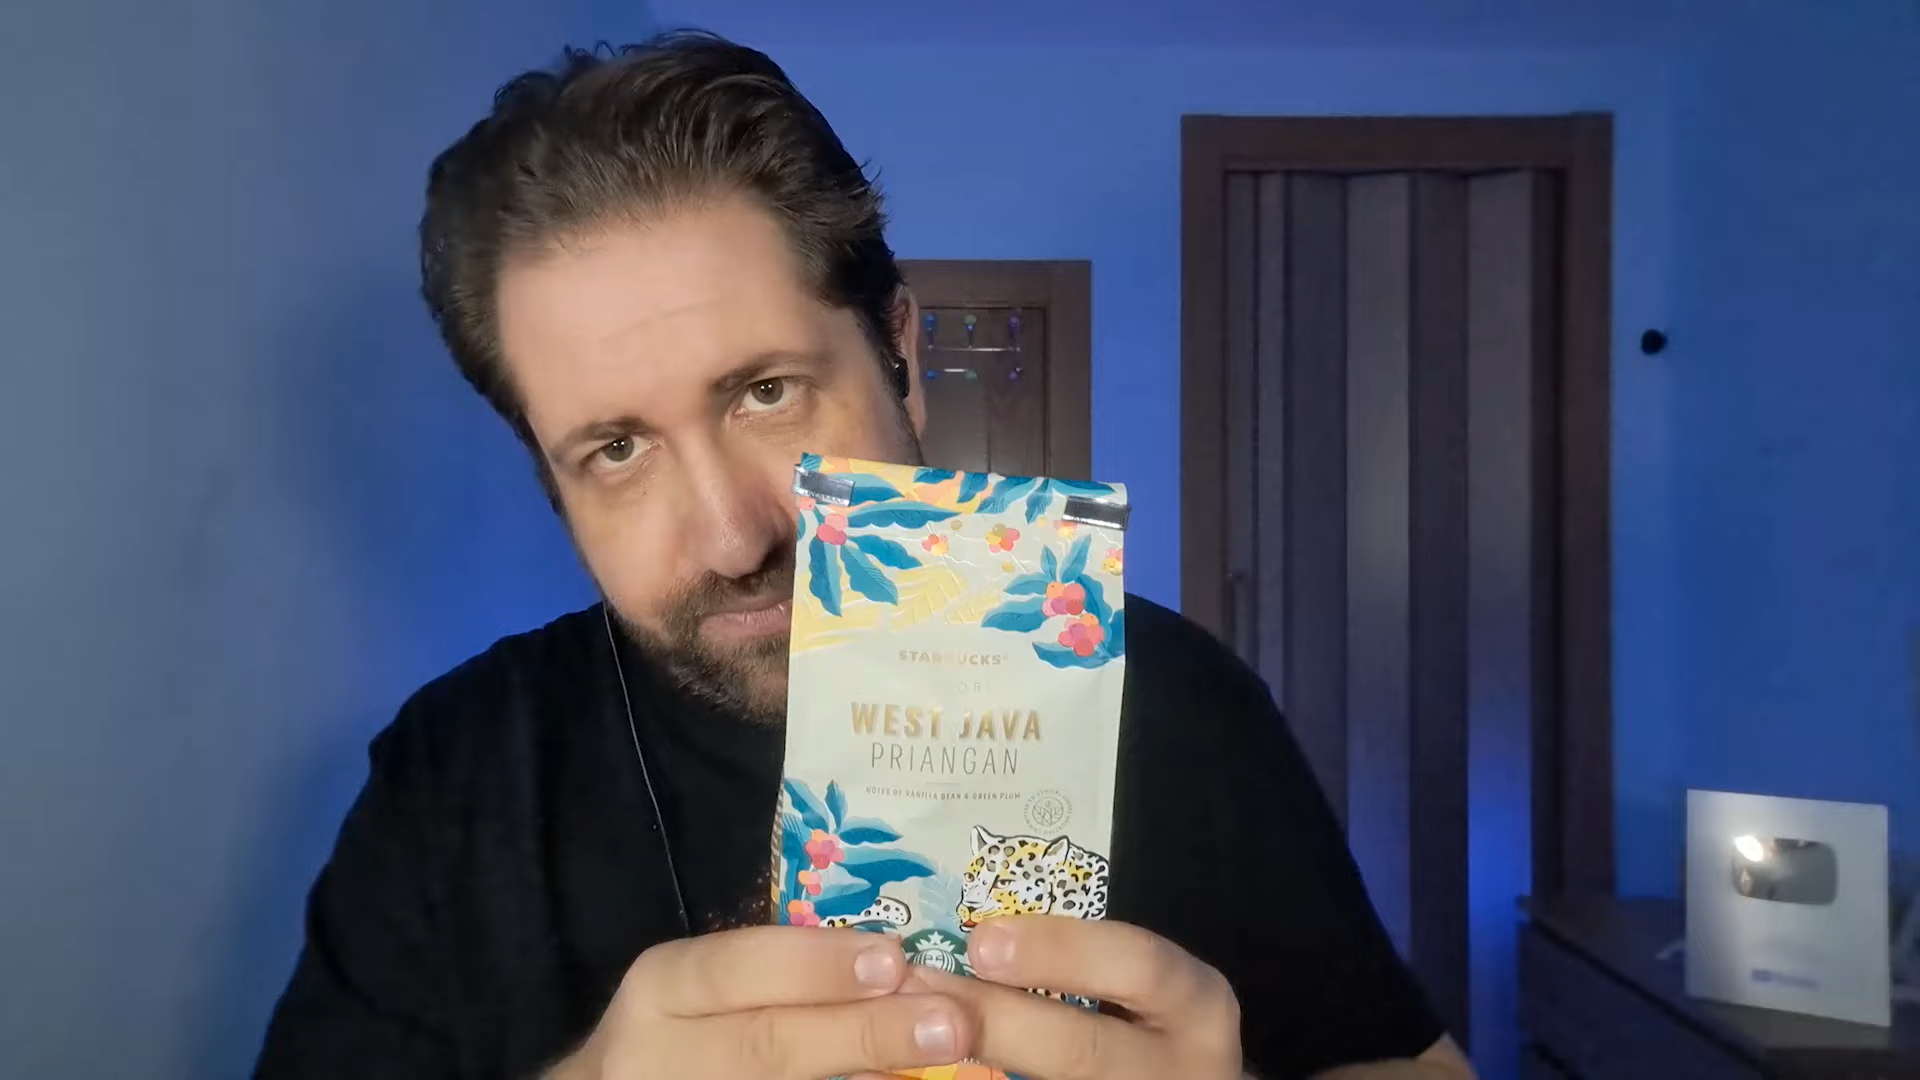 STARBUCKS®
WEST JAVA
PRIANGAN
NOTES OF VANILLA BEAN & GREEN PLUM